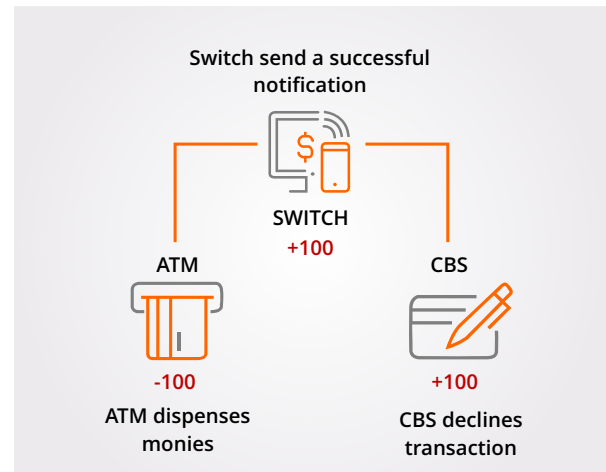 Switch send a successful
notification
$
SWITCH
+100
ATM
CBS
-100
+100
ATM dispenses
monies
CBS declines
transaction